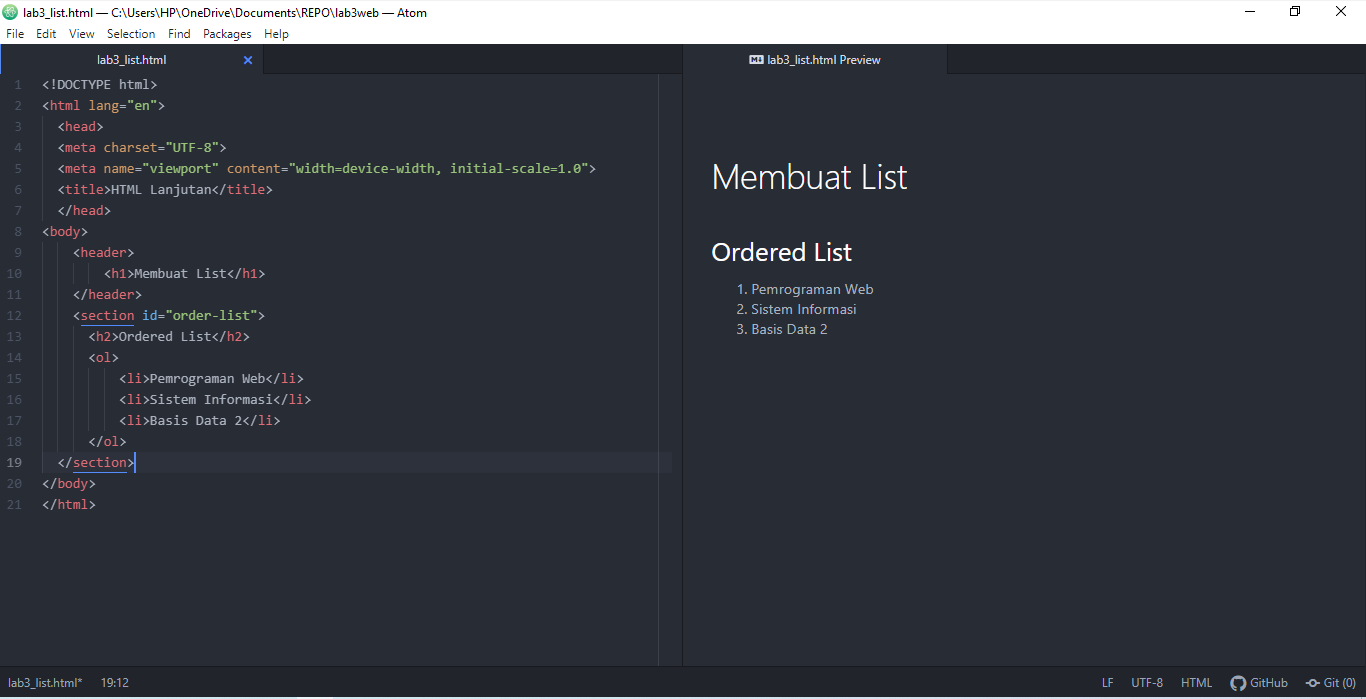 lab3_list.html — C:\Users\HP\OneDrive\Documents\REPO\lab3web — Atom
File Edit View Selection Find Packages Help
lab3_list.html
1 <!DOCTYPE html>
2 <html lang="en">
3 <head>
4 <meta charset="UTF-8">
5 <meta name="viewport" content="width=device-width, initial-scale=1.0">
6 <title>HTML Lanjutan</title>
7 </head>
8 <body>
9 <header>
10 <h1>Membuat List</h1>
11 </header>
12 <section id="order-list">
13 <h2>Ordered List</h2>
14 <ol>
15 <li>Pemrograman Web</li>
16 <li>Sistem Informasi</li>
17 <li>Basis Data 2</li>
18 </ol>
19 </section>
20 </body>
21 </html>
lab3_list.html Preview
Membuat List
Ordered List
1. Pemrograman Web
2. Sistem Informasi
3. Basis Data 2
lab3_list.html* 19:12 LF UTF-8 HTML GitHub Git (0)